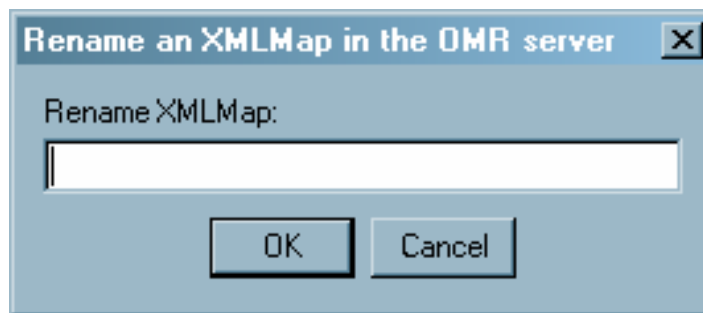 Rename an XMLMap in the OMR server
Rename XMLMap:
OK
Cancel